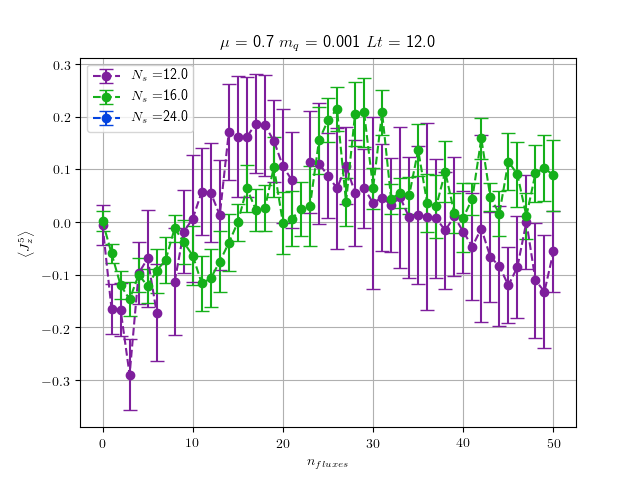 μ = 0.7 m_q = 0.001 Lt = 12.0
0.3
0.2
0.1
0.0
−0.1
−0.2
−0.3
⟨J_z^5⟩
N_s =12.0
N_s =16.0
N_s =24.0
0 10 20 30 40 50
n_{fluxes}